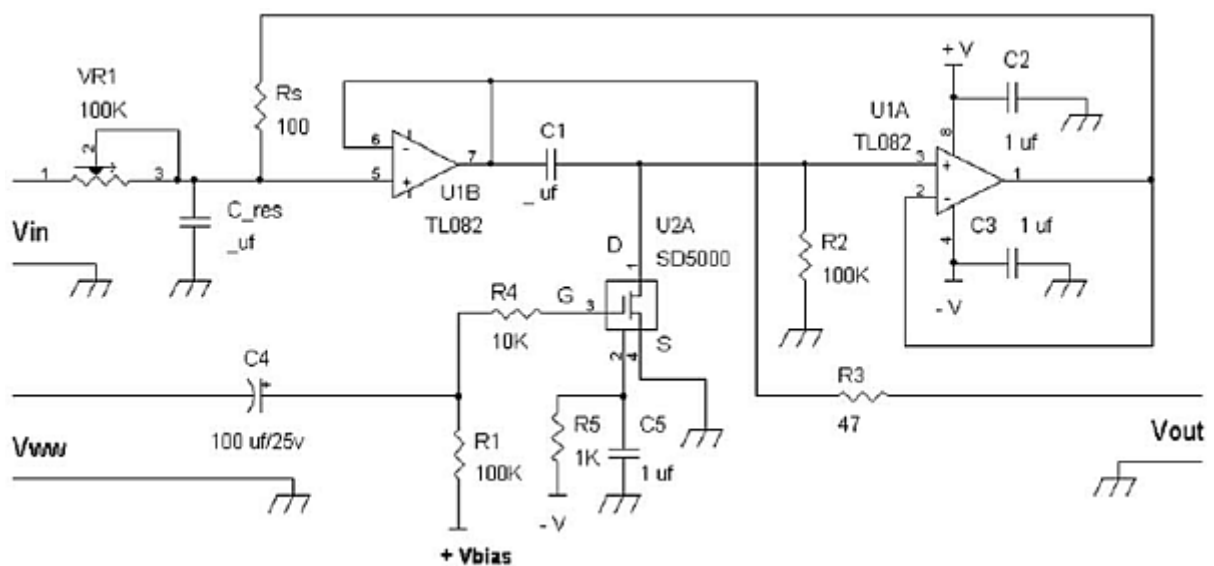 VR1
100K
2
1
3
Vin
C_res
_uf
Rs
100
6
-
5
+
7
U1B
TL082
C1
_ uf
+ V
C2
1 uf
U1A
TL082
8
3
+
2
-
1
4
C3
1 uf
- V
R2
100K
U2A
SD5000
D
1
G
3
S
2
4
R4
10K
C4
+
100 uf/25v
Vww
R1
100K
+ Vbias
R5
1K
- V
C5
1 uf
R3
47
Vout